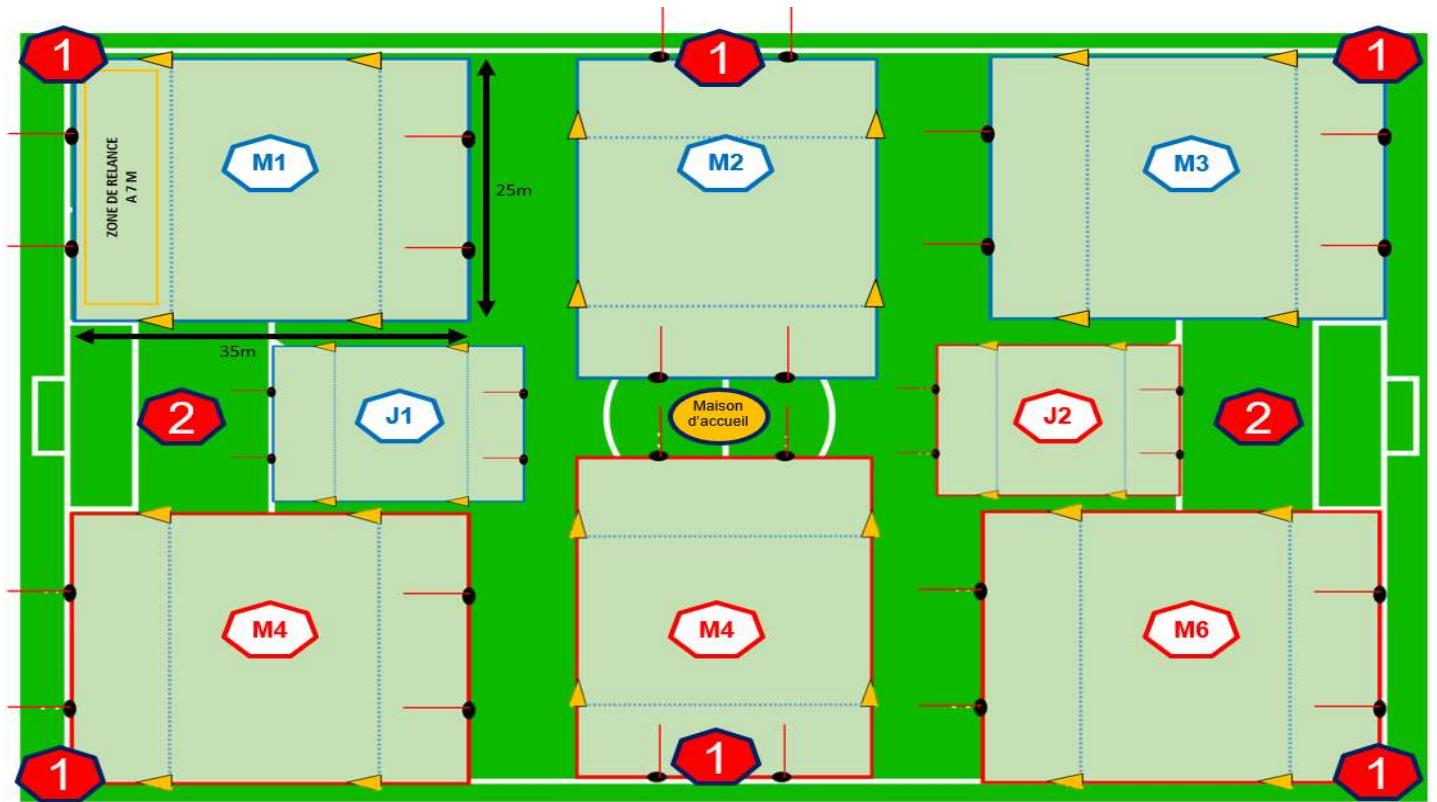 1
1
1
M1
M2
M3
ZONE DE RELANCE
A 7 M
25m
35m
2
J1
Maison
d'accueil
J2
2
M4
M4
M6
1
1
1